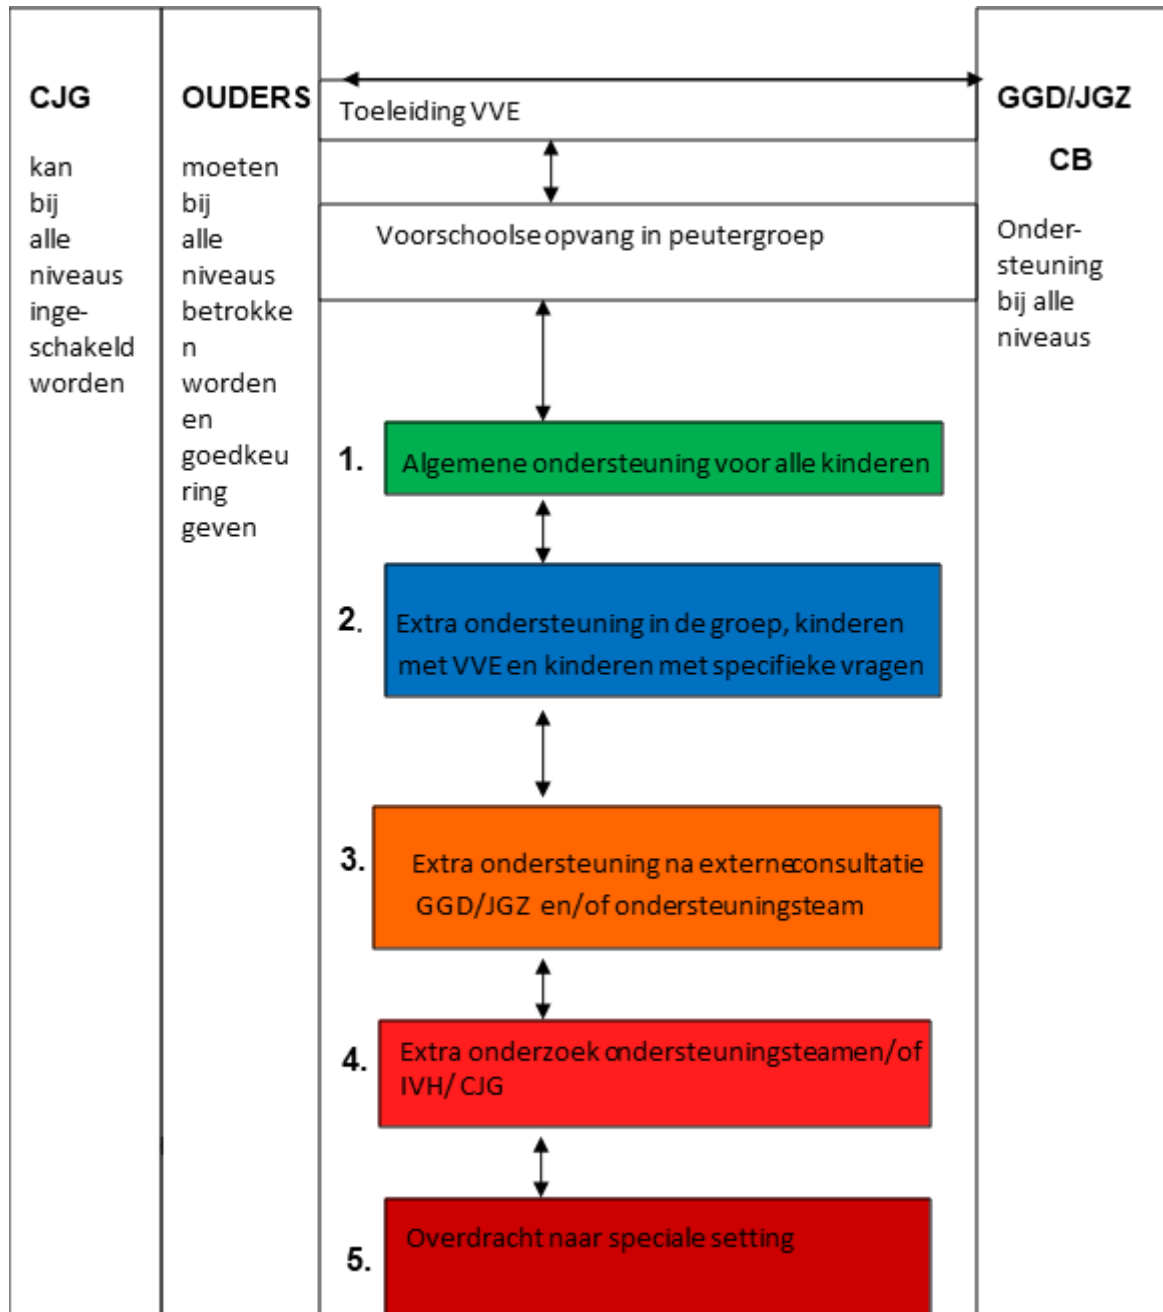 CJG
kan
bij
alle
niveaus
inge-
schakeld
worden
OUDERS
moeten
bij
alle
niveaus
betrokke
n
worden
en
goedkeu
ring
geven
Toeleiding VVE
Voorschoolse opvang in peutergroep
1.
Algemene ondersteuning voor alle kinderen
2.
Extra ondersteuning in de groep, kinderen
met VVE en kinderen met specifieke vragen
3.
Extra ondersteuning na externe consultatie
GGD/JGZ en/of ondersteuningsteam
4.
Extra onderzoek ondersteuningsteam en/of
IVH/ CJG
5.
Overdracht naar speciale setting
GGD/JGZ
CB
Onder-
steuning
bij alle
niveaus